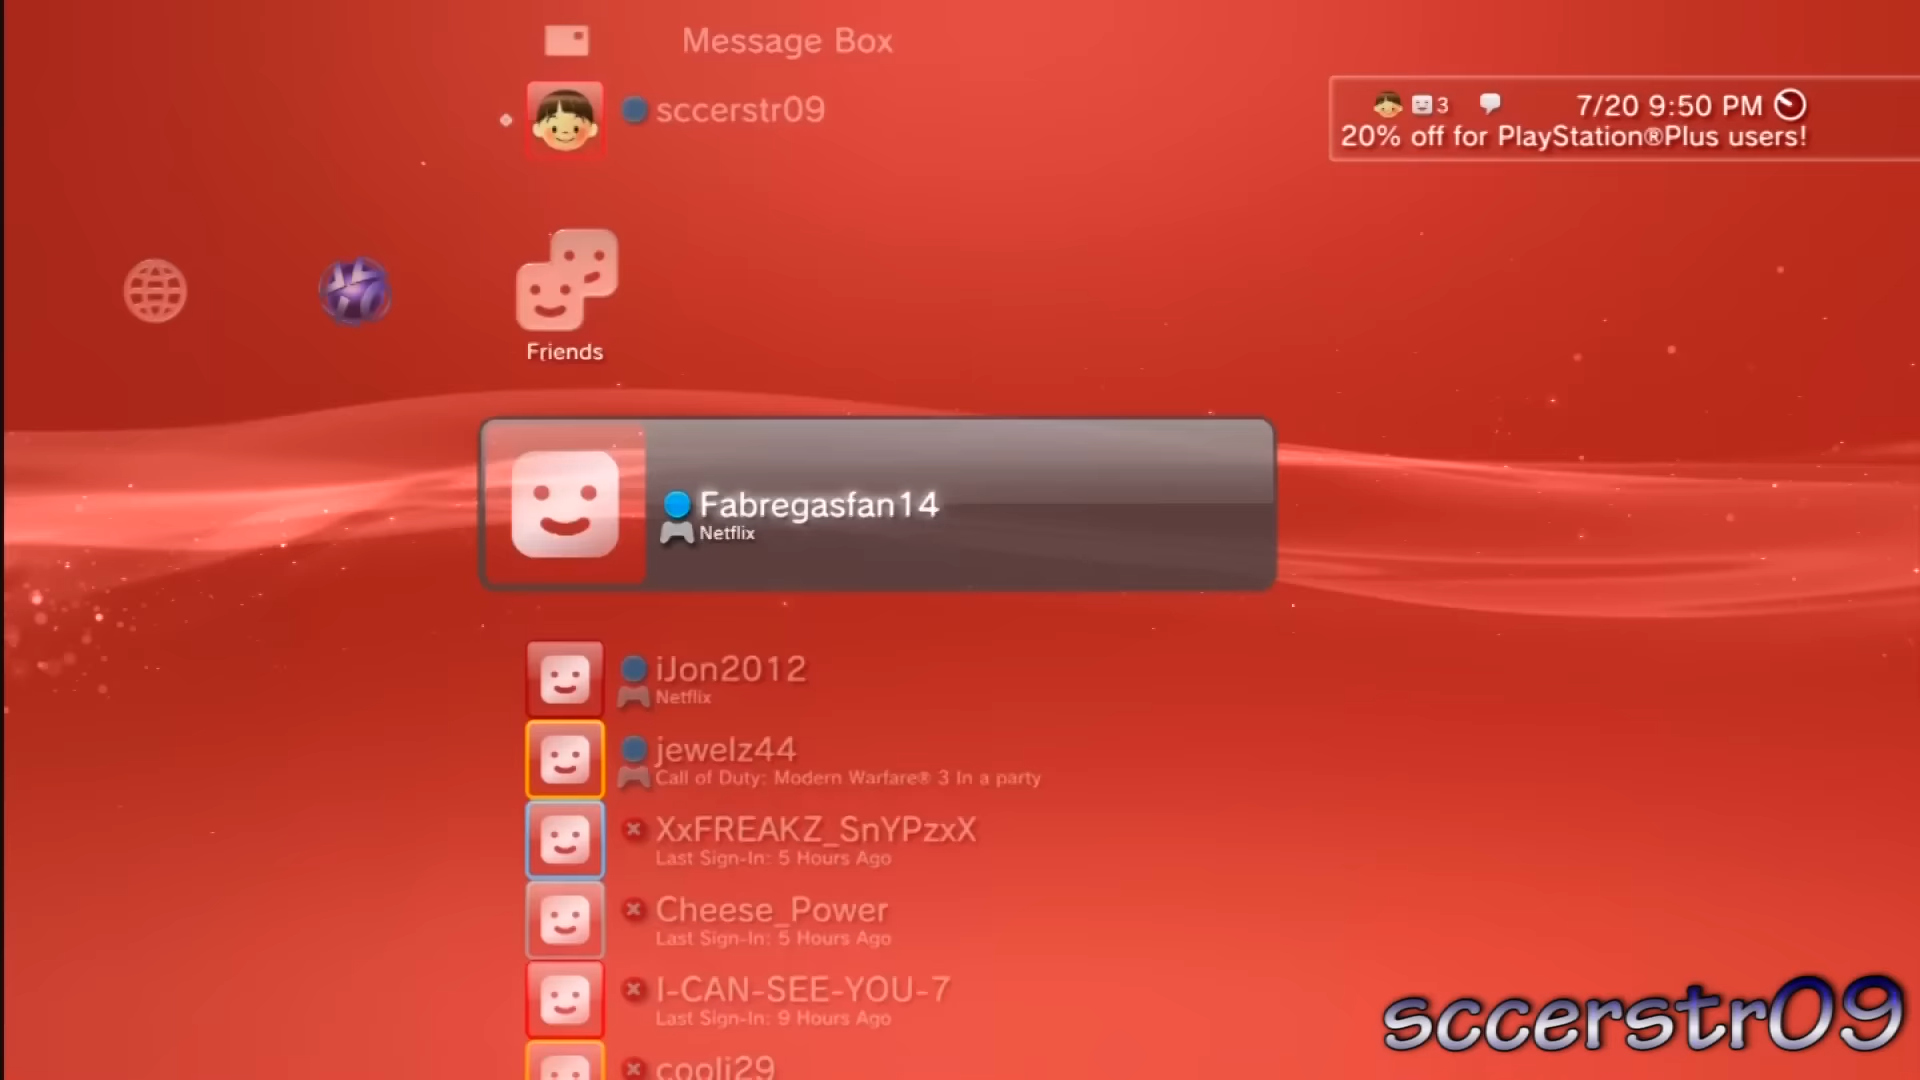 Message Box
sccerstr09
3
7/20 9:50 PM
20% off for PlayStation®Plus users!
Friends
Fabregasfan14
Netflix
iJon2012
Netflix
jewelz44
Call of Duty: Modern Warfare® 3 In a party
XxFREAKZ_SnYPzxX
Last Sign-In: 5 Hours Ago
Cheese_Power
Last Sign-In: 5 Hours Ago
I-CAN-SEE-YOU-7
Last Sign-In: 9 Hours Ago
sccerstr09